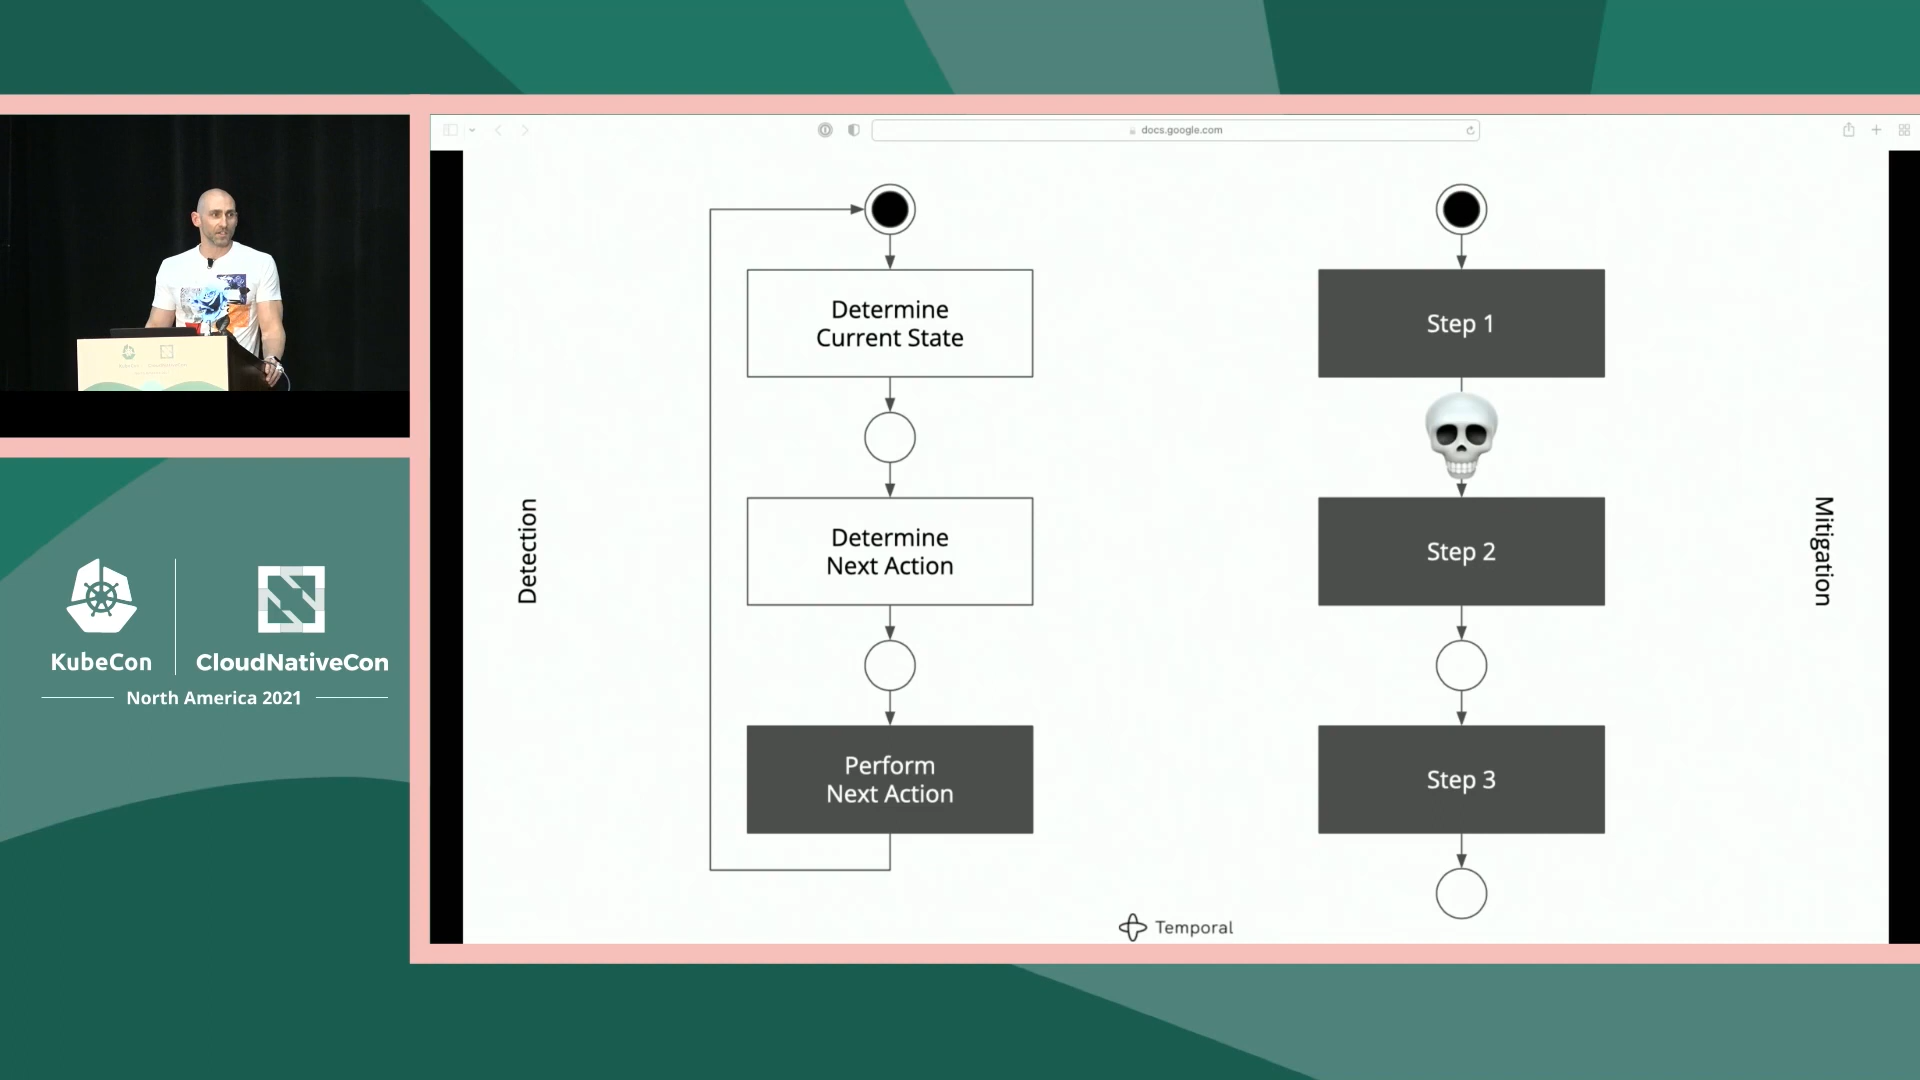 docs.google.com
Determine
Current State
Determine
Next Action
Perform
Next Action
Detection
Step 1
Step 2
Step 3
Mitigation
Temporal
KubeCon
CloudNativeCon
North America 2021
KubeCon